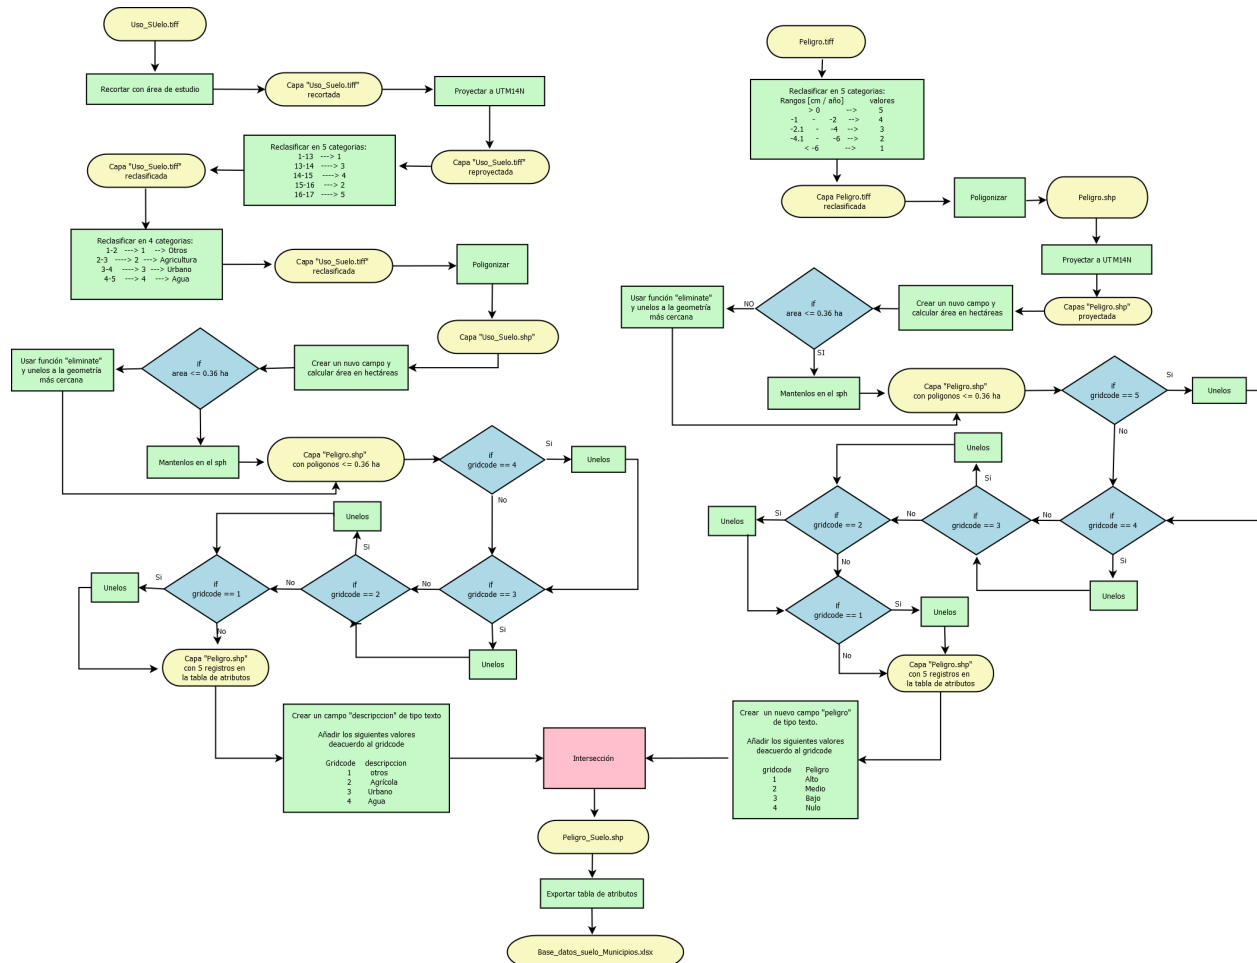 Uso_SUelo.tiff
Recortar con área de estudio
Capa "Uso_Suelo.tiff"
recortada
Proyectar a UTM14N
Capa "Uso_Suelo.tiff"
reproyectada
Reclasificar en 5 categorias:
1-13 ---> 1
13-14 ----> 3
14-15 ----> 4
15-16 ---> 2
16-17 ----> 5
Capa "Uso_Suelo.tiff"
reclasificada
Reclasificar en 4 categorias:
1-2 ---> 1 --> Otros
2-3 ----> 2 ---> Agricultura
3-4 ----> 3 ---> Urbano
4-5 ----> 4 ---> Agua
Capa "Uso_Suelo.tiff"
reclasificada
Poligonizar
Capa "Uso_Suelo.shp"
Crear un nuvo campo y
calcular área en hectáreas
if
area <= 0.36 ha
Usar función "eliminate"
y unelos a la geometría
más cercana
Mantenlos en el sph
Capa "Peligro.shp"
con poligonos <= 0.36 ha
if
gridcode == 4
Si
Unelos
No
if
gridcode == 3
Si
Unelos
No
if
gridcode == 2
Si
Unelos
No
if
gridcode == 1
Si
Unelos
No
Capa "Peligro.shp"
con 5 registros en
la tabla de atributos
Crear un campo "descripccion" de tipo texto
Añadir los siguientes valores
deacuerdo al gridcode
Gridcode descripccion
1 otros
2 Agrícola
3 Urbano
4 Agua
Peligro.tiff
Reclasificar en 5 categorias:
Rangos [cm / año] valores
> 0 --> 5
-1 - -2 --> 4
-2.1 - -4 --> 3
-4.1 - -6 --> 2
< -6 --> 1
Capa Peligro.tiff
reclasificada
Poligonizar
Peligro.shp
Proyectar a UTM14N
Capas "Peligro.shp"
proyectada
Crear un nuvo campo y
calcular área en hectáreas
if
area <= 0.36 ha
NO
Usar función "eliminate"
y unelos a la geometría
más cercana
SI
Mantenlos en el sph
Capa "Peligro.shp"
con poligonos <= 0.36 ha
if
gridcode == 5
Si
Unelos
No
if
gridcode == 4
Si
Unelos
No
if
gridcode == 3
Si
Unelos
No
if
gridcode == 2
Si
Unelos
No
if
gridcode == 1
Si
Unelos
No
Capa "Peligro.shp"
con 5 registros en
la tabla de atributos
Crear un nuevo campo "peligro"
de tipo texto.
Añadir los siguientes valores
deacuerdo al gridcode
gridcode Peligro
1 Alto
2 Medio
3 Bajo
4 Nulo
Intersección
Peligro_Suelo.shp
Exportar tabla de atributos
Base_datos_suelo_Municipios.xlsx